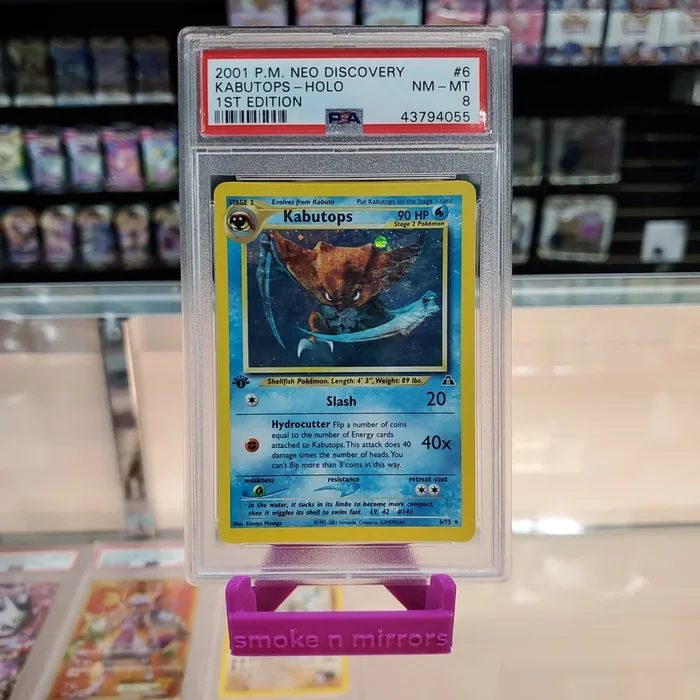 2001 P.M. NEO DISCOVERY #6
KABUTOPS - HOLO NM - MT
1ST EDITION 8
PSA 43794055
STAGE 2 Evolves from Kabuto Put Kabutops on the Stage 1 card
Kabutops 90 HP
Stage 2 Pokémon
Shellfish Pokémon. Length: 4' 3", Weight: 89 lbs.
Slash 20
Hydrocutter Flip a number of coins
equal to the number of Energy cards
attached to Kabutops. This attack does 40
damage times the number of heads. You
can't flip more than 3 coins in this way.
40x
weakness resistance retreat cost
In the water, it tucks in its limbs to become more compact,
then it wiggles its shell to swim fast. LV. 42 #141
Illus. Kimiya Masago ©1995-2001 Nintendo, Creatures, GAMEFREAK. 6/75 ★
smoke n mirrors